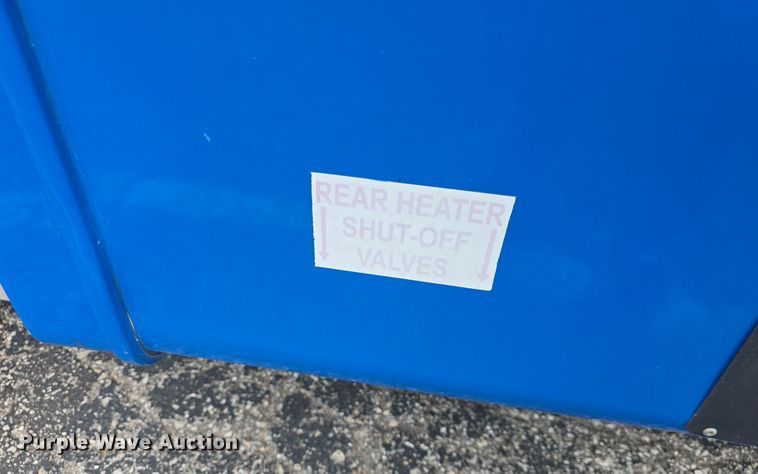 REAR HEATER
SHUT-OFF
VALVES
Purple Wave Auction